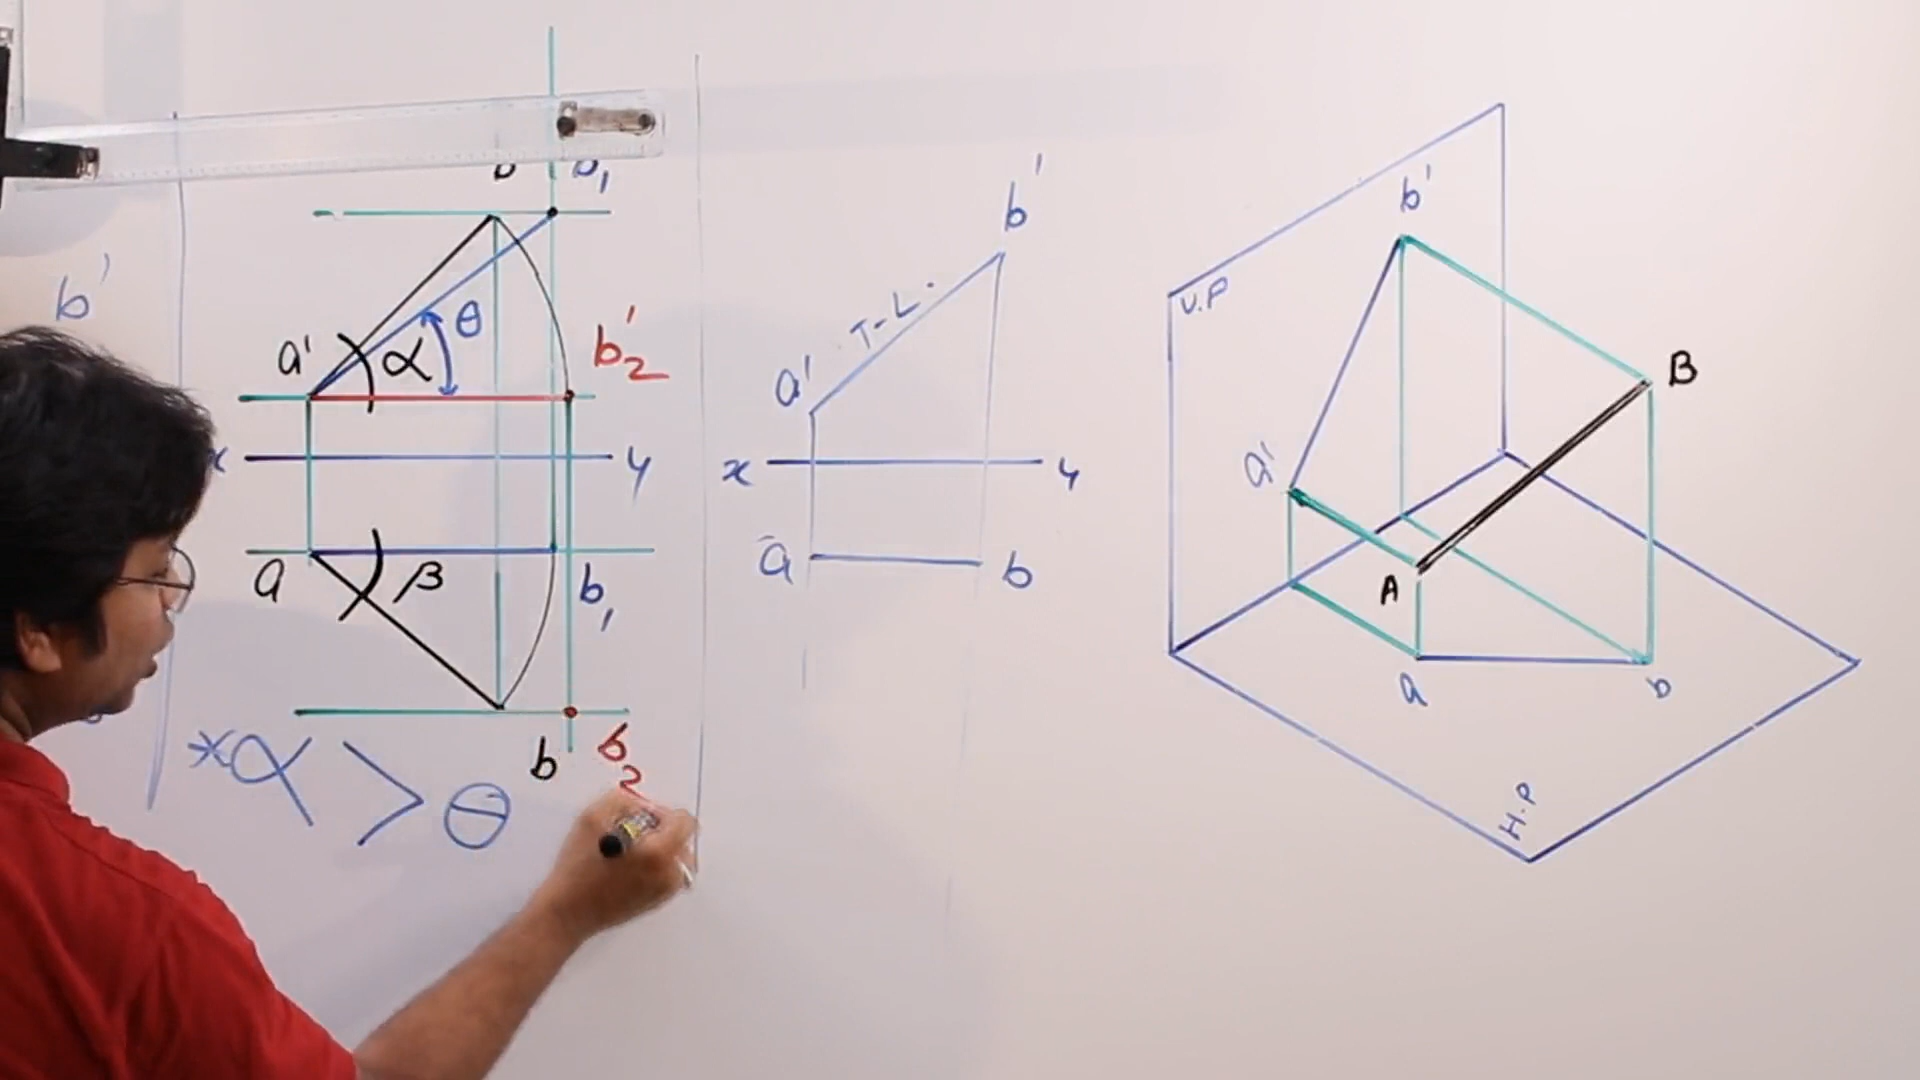 b'
b b₁
a' α θ b'₂
x y
a β b₁
b b₂
*α > θ
b'
T-L.
a'
x y
a b
b'
V.P
B
a'
A
a b
H.P